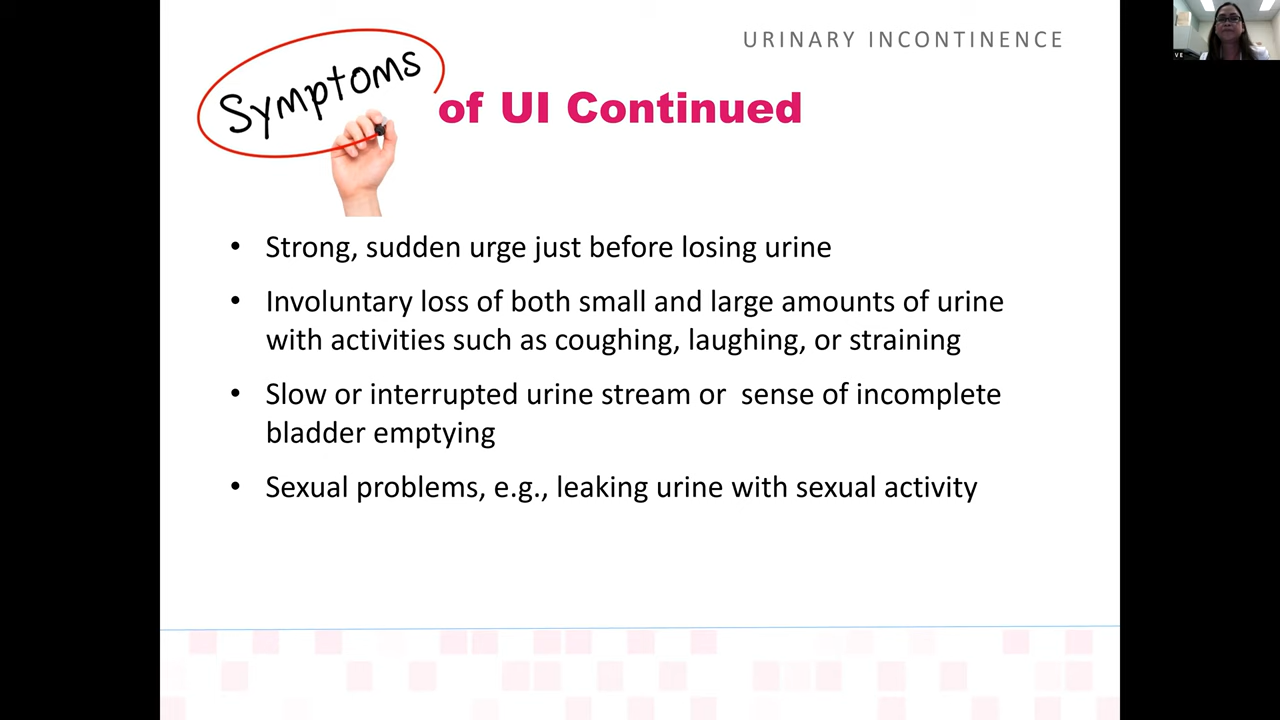 URINARY INCONTINENCE
Symptoms
of UI Continued
• Strong, sudden urge just before losing urine
• Involuntary loss of both small and large amounts of urine
with activities such as coughing, laughing, or straining
• Slow or interrupted urine stream or  sense of incomplete
bladder emptying
• Sexual problems, e.g., leaking urine with sexual activity